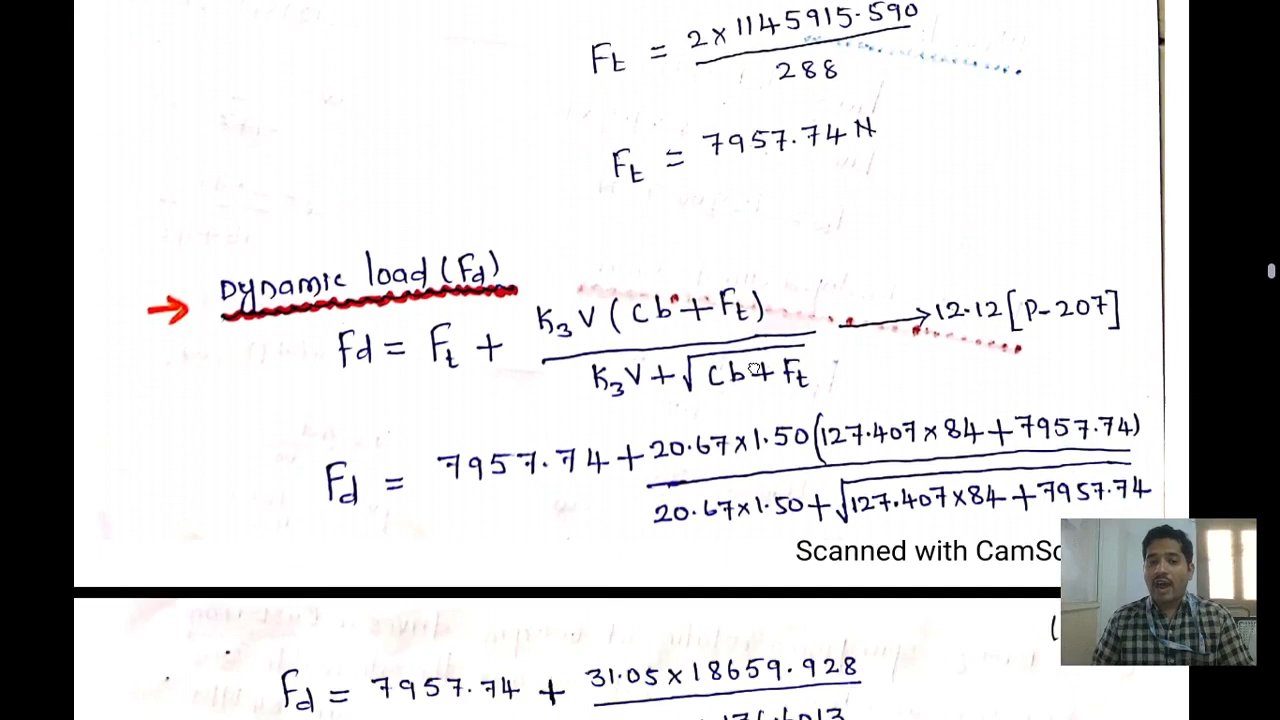 Ft = 2 x 1145915.590 / 288
Ft = 7957.74 N
→ Dynamic load (Fd)
Fd = Ft + K3 V (Cb + Ft) / K3 V + √Cb + Ft → 12.12 [P-207]
Fd = 7957.74 + 20.67 x 1.50 (127.407 x 84 + 7957.74) / 20.67 x 1.50 + √127.407 x 84 + 7957.74
Scanned with CamSc
Fd = 7957.74 + 31.05 x 18659.928